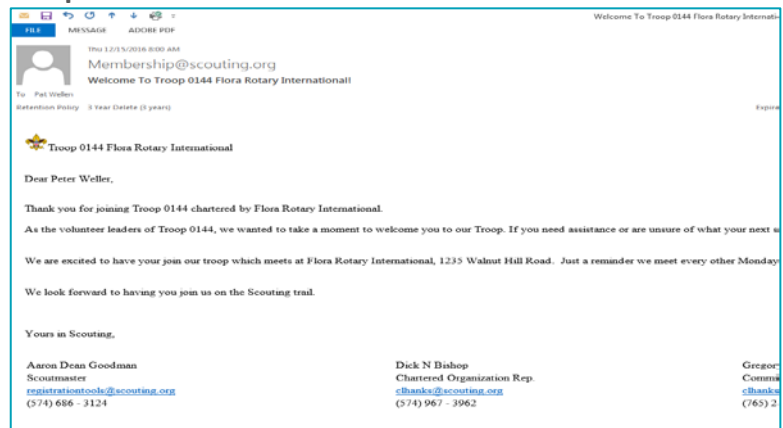 Welcome To Troop 0144 Flora Rotary Internati
FILE MESSAGE ADOBE PDF
Thu 12/15/2016 8:00 AM
Membership@scouting.org
Welcome To Troop 0144 Flora Rotary International!
To Pat Weller
Retention Policy 3 Year Delete (3 years) Expira
Troop 0144 Flora Rotary International
Dear Peter Weller,
Thank you for joining Troop 0144 chartered by Flora Rotary International.
As the volunteer leaders of Troop 0144, we wanted to take a moment to welcome you to our Troop. If you need assistance or are unsure of what your next s
We are excited to have your join our troop which meets at Flora Rotary International, 1235 Walnut Hill Road. Just a reminder we meet every other Monday
We look forward to having you join us on the Scouting trail.
Yours in Scouting,
Aaron Dean Goodman Dick N Bishop Gregor
Scoutmaster Chartered Organization Rep. Commi
registrationtools@scouting.org clhanks@scouting.org clhanks
(574) 686 - 3124 (574) 967 - 3962 (765) 2